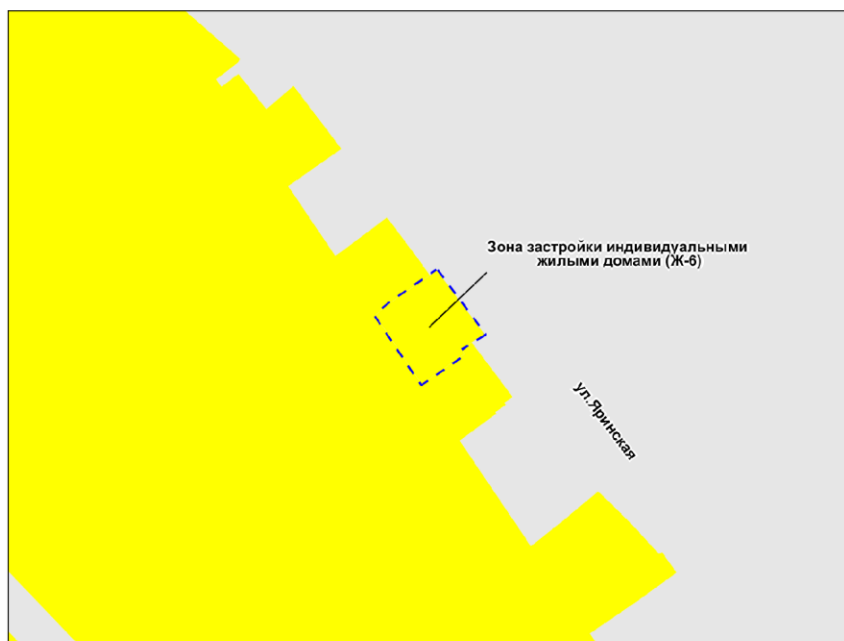 Зона застройки индивидуальными
жилыми домами (Ж-6)
ул.Яринская